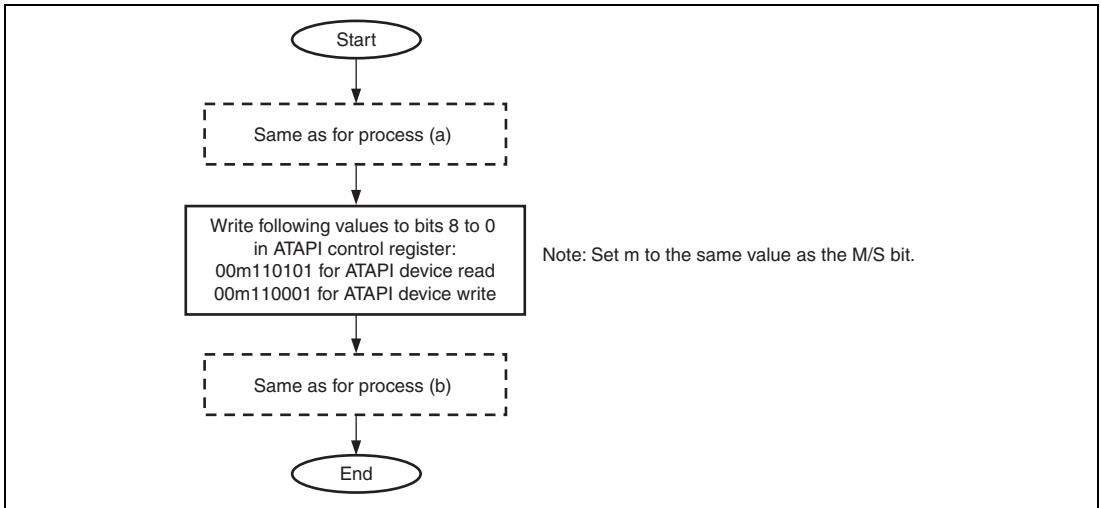 Start
Same as for process (a)
Write following values to bits 8 to 0
in ATAPI control register:
00m110101 for ATAPI device read
00m110001 for ATAPI device write
Note: Set m to the same value as the M/S bit.
Same as for process (b)
End